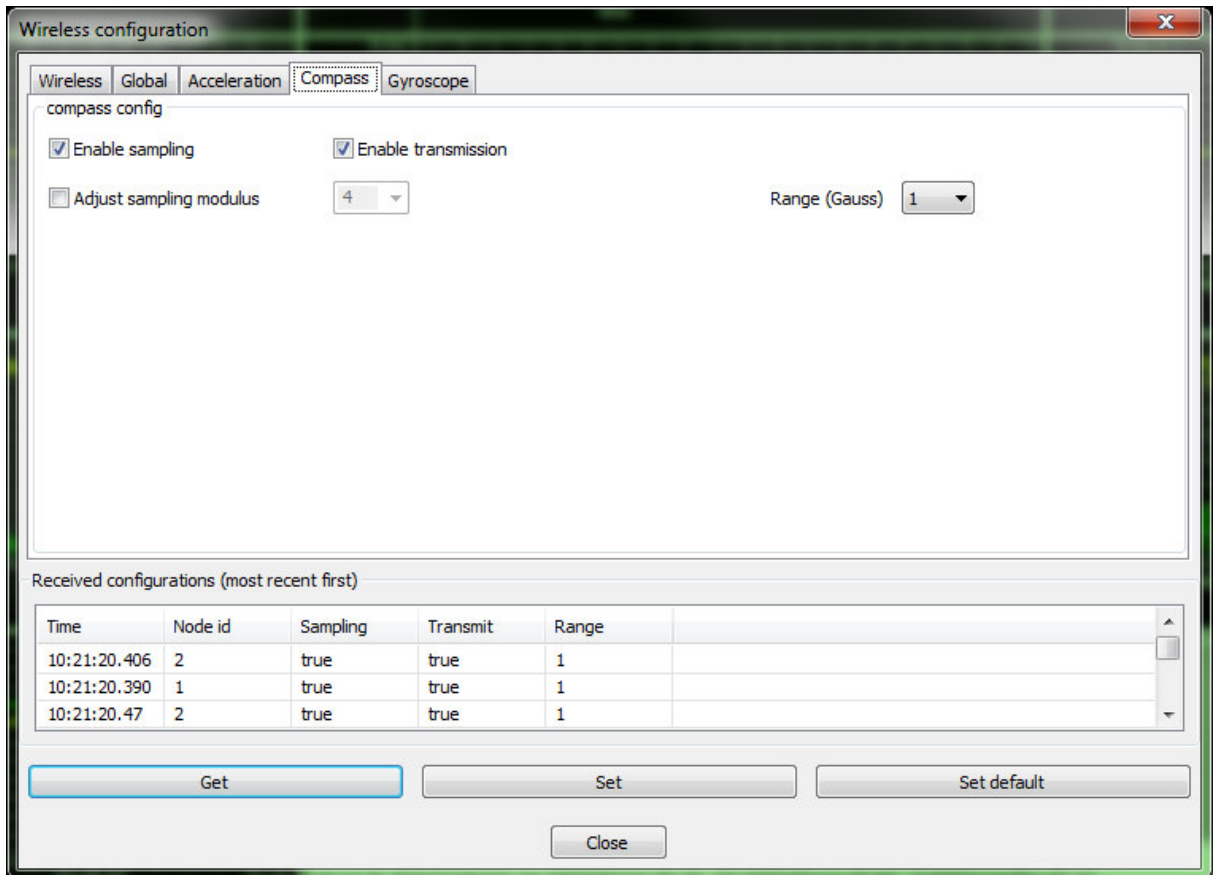 Wireless configuration
Wireless Global Acceleration Compass Gyroscope
compass config
Enable sampling Enable transmission
Adjust sampling modulus 4 Range (Gauss) 1
Received configurations (most recent first)
Time Node id Sampling Transmit Range
10:21:20.406 2 true true 1
10:21:20.390 1 true true 1
10:21:20.47 2 true true 1
Get Set Set default
Close